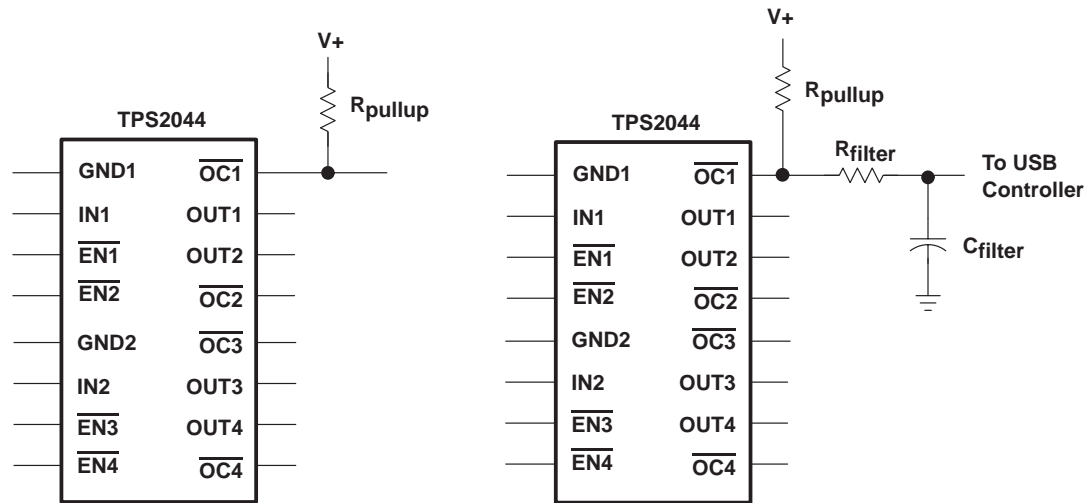 V+
Rpullup
TPS2044
GND1 OC1
IN1 OUT1
EN1 OUT2
EN2 OC2
GND2 OC3
IN2 OUT3
EN3 OUT4
EN4 OC4
V+
Rpullup
TPS2044
Rfilter
To USB
Controller
GND1 OC1
IN1 OUT1
EN1 OUT2
Cfilter
EN2 OC2
GND2 OC3
IN2 OUT3
EN3 OUT4
EN4 OC4